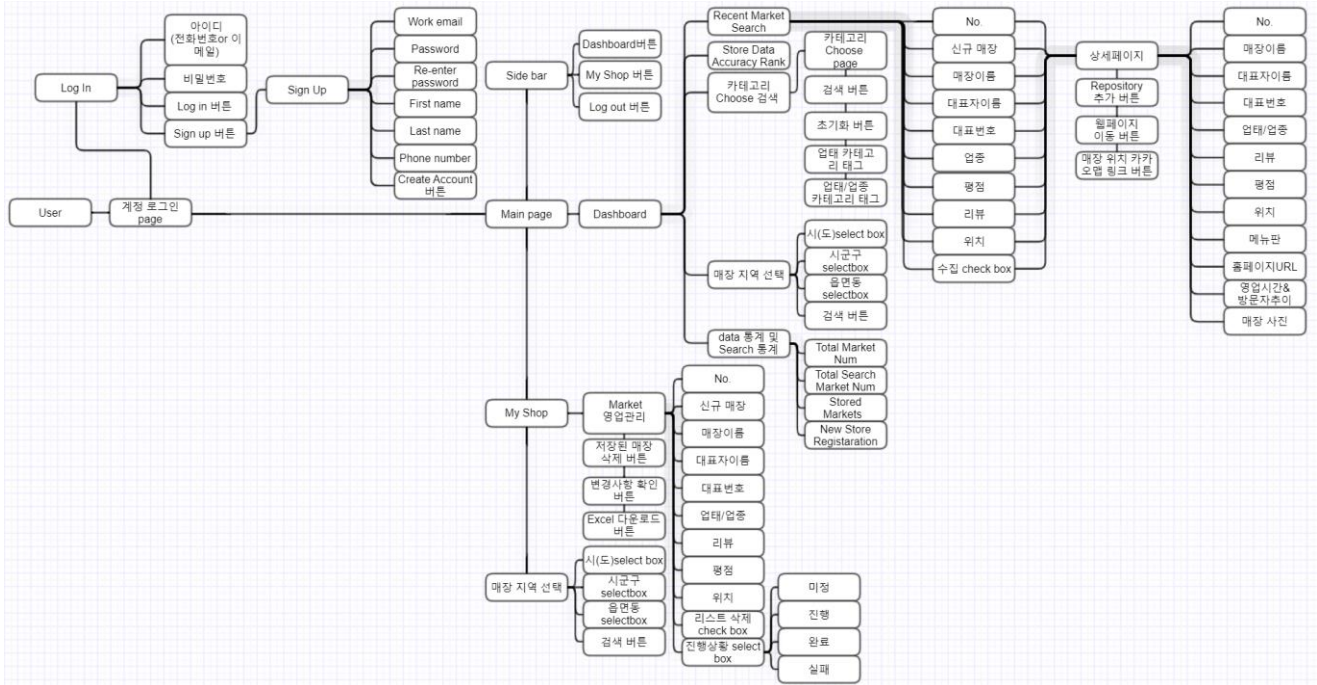 Log In
아이디
(전화번호or 이
메일)
비밀번호
Log in 버튼
Sign up 버튼
Sign Up
Work email
Password
Re-enter
password
First name
Last name
Phone number
Create Account
버튼
User
계정 로그인
page
Main page
Side bar
Dashboard버튼
My Shop 버튼
Log out 버튼
Dashboard
Recent Market
Search
Store Data
Accuracy Rank
카테고리
Choose 검색
카테고리
Choose
page
검색 버튼
초기화 버튼
업태 카테고
리 태그
업태/업종
카테고리 태그
매장 지역 선택
시(도)select box
시군구
selectbox
읍면동
selectbox
검색 버튼
data 통계 및
Search 통계
Total Market
Num
Total Search
Market Num
Stored
Markets
New Store
Registaration
No.
신규 매장
매장이름
대표자이름
대표번호
업종
평점
리뷰
위치
수집 check box
상세페이지
Repository
추가 버튼
웹페이지
이동 버튼
매장 위치 카카
오맵 링크 버튼
No.
매장이름
대표자이름
대표번호
업태/업종
리뷰
평점
위치
메뉴판
홈페이지URL
영업시간&
방문자추이
매장 사진
My Shop
Market
영업관리
저장된 매장
삭제 버튼
변경사항 확인
버튼
Excel 다운로드
버튼
No.
신규 매장
매장이름
대표자이름
대표번호
업태/업종
리뷰
평점
위치
리스트 삭제
check box
진행상황 select
box
미정
진행
완료
실패
매장 지역 선택
시(도)select box
시군구
selectbox
읍면동
selectbox
검색 버튼